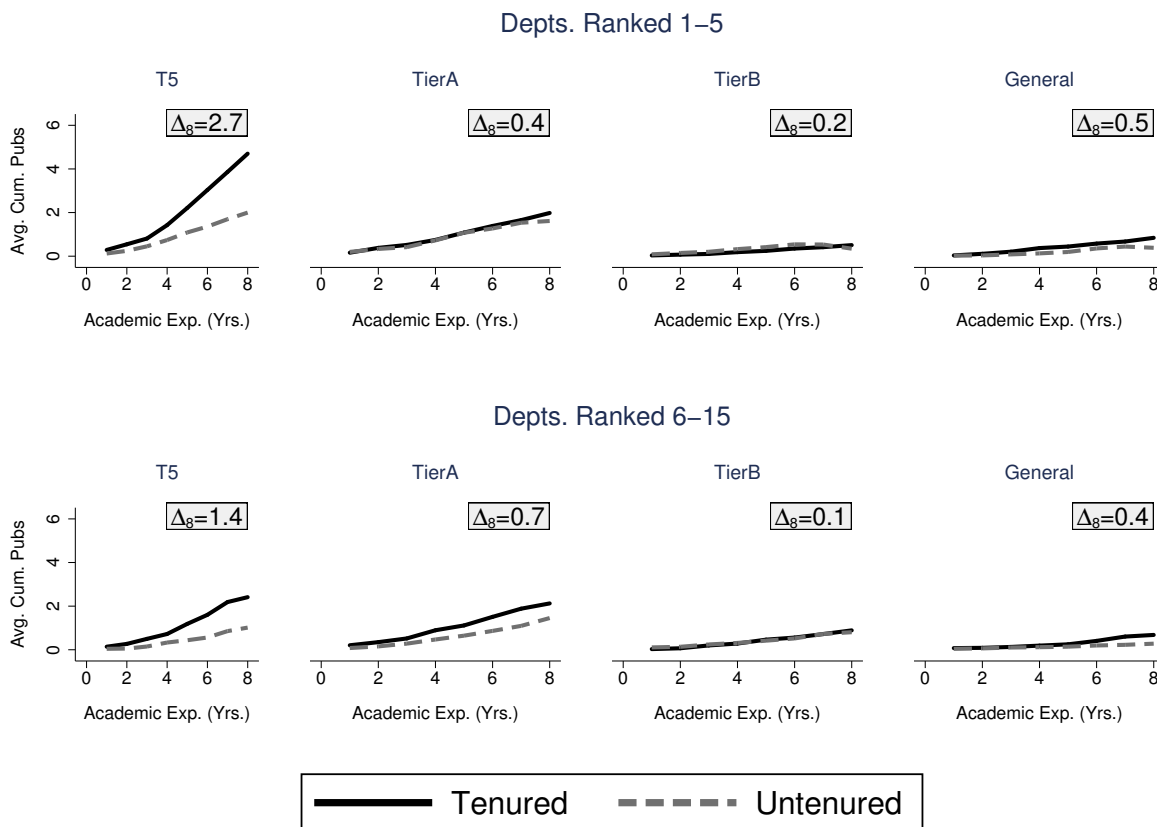 Depts. Ranked 1−5
T5 TierA TierB General
Δ8=2.7 Δ8=0.4 Δ8=0.2 Δ8=0.5
Avg. Cum. Pubs
6
4
2
0
0 2 4 6 8 0 2 4 6 8 0 2 4 6 8 0 2 4 6 8
Academic Exp. (Yrs.) Academic Exp. (Yrs.) Academic Exp. (Yrs.) Academic Exp. (Yrs.)
Depts. Ranked 6−15
T5 TierA TierB General
Δ8=1.4 Δ8=0.7 Δ8=0.1 Δ8=0.4
Avg. Cum. Pubs
6
4
2
0
0 2 4 6 8 0 2 4 6 8 0 2 4 6 8 0 2 4 6 8
Academic Exp. (Yrs.) Academic Exp. (Yrs.) Academic Exp. (Yrs.) Academic Exp. (Yrs.)
Tenured Untenured